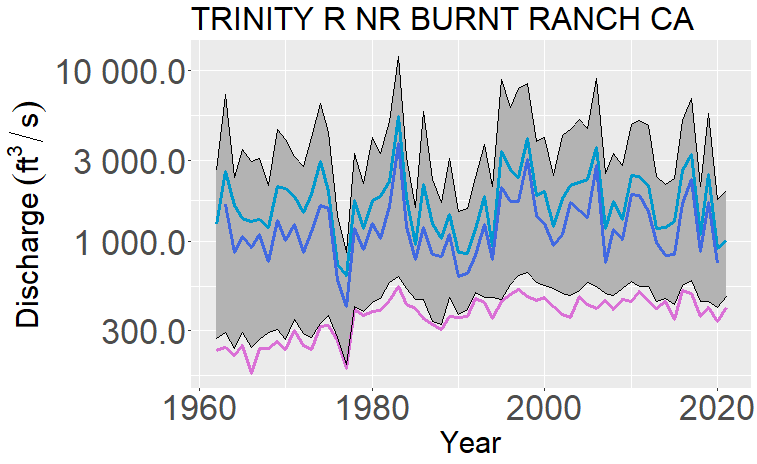 TRINITY R NR BURNT RANCH CA
Discharge (ft³/s)
10 000.0
3 000.0
1 000.0
300.0
1960
1980
2000
2020
Year